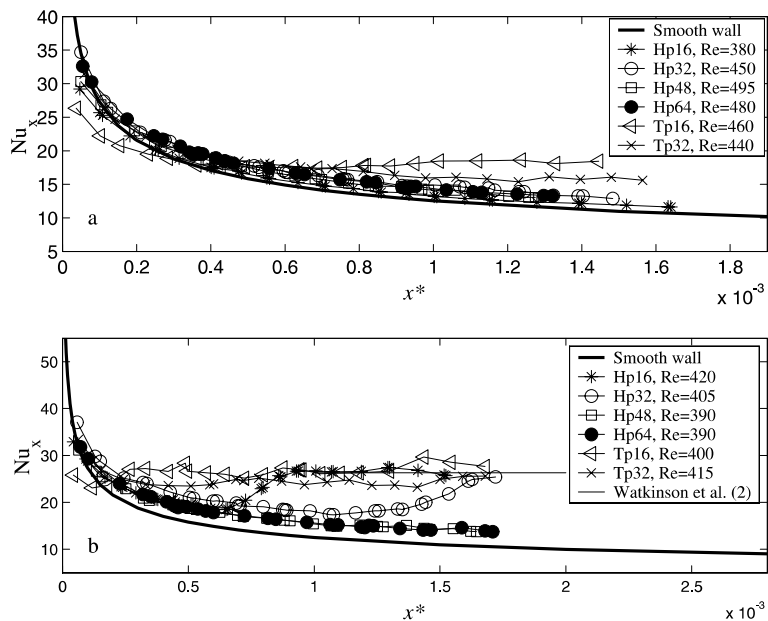 40
35
30
25
20
15
10
5
Nu_x
a
Smooth wall
Hp16, Re=380
Hp32, Re=450
Hp48, Re=495
Hp64, Re=480
Tp16, Re=460
Tp32, Re=440
0 0.2 0.4 0.6 0.8 1 1.2 1.4 1.6 1.8
x*
x 10^-3
50
40
30
20
10
Nu_x
b
Smooth wall
Hp16, Re=420
Hp32, Re=405
Hp48, Re=390
Hp64, Re=390
Tp16, Re=400
Tp32, Re=415
Watkinson et al. (2)
0 0.5 1 1.5 2 2.5
x*
x 10^-3